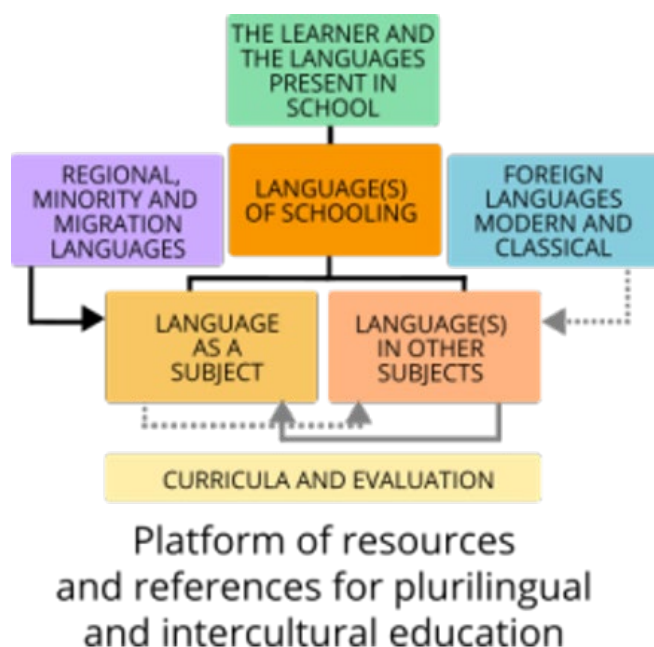 THE LEARNER AND
THE LANGUAGES
PRESENT IN
SCHOOL
REGIONAL,
MINORITY AND
MIGRATION
LANGUAGES
LANGUAGE(S)
OF SCHOOLING
FOREIGN
LANGUAGES
MODERN AND
CLASSICAL
LANGUAGE
AS A
SUBJECT
LANGUAGE(S)
IN OTHER
SUBJECTS
CURRICULA AND EVALUATION
Platform of resources
and references for plurilingual
and intercultural education